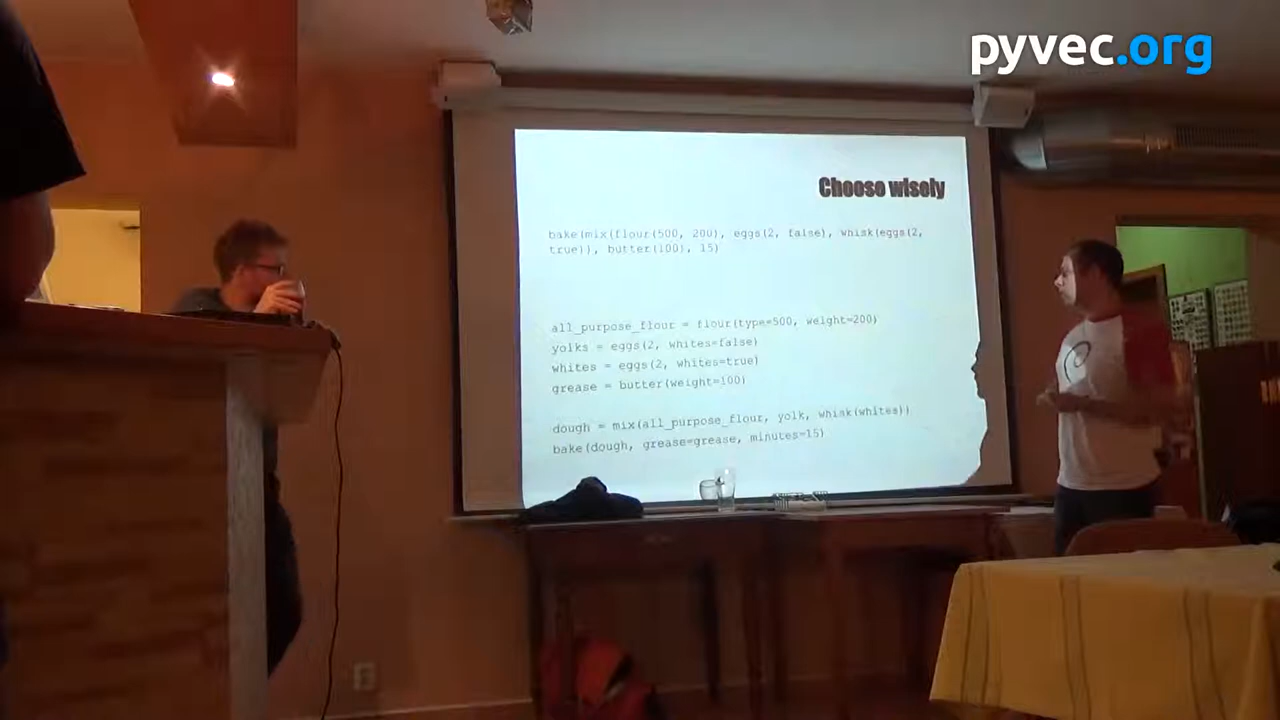 pyvec.org
Choose wisely
bake(mix(flour(500, 200), eggs(2, false), whisk(eggs(2,
true)), butter(100), 15)
all_purpose_flour = flour(type=500, weight=200)
yolks = eggs(2, whites=false)
whites = eggs(2, whites=true)
grease = butter(weight=100)
dough = mix(all_purpose_flour, yolk, whisk(whites))
bake(dough, grease=grease, minutes=15)